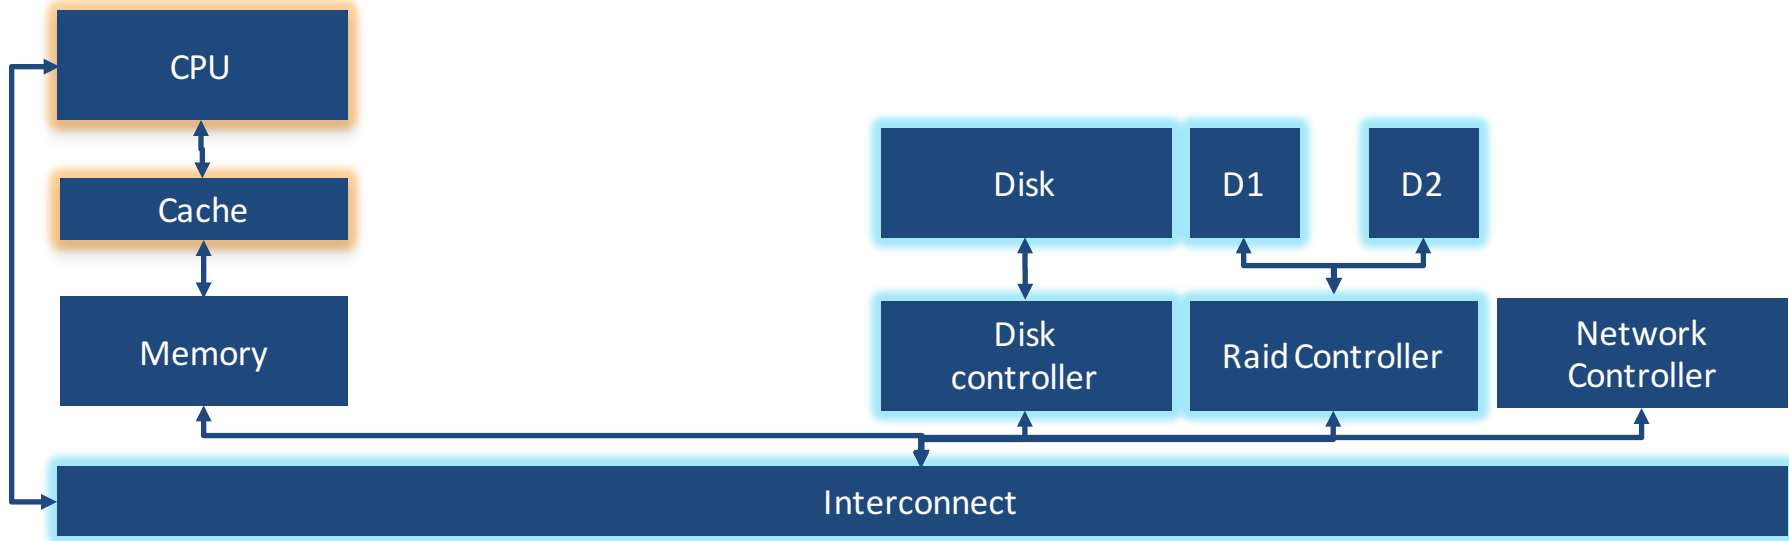 CPU
Cache
Memory
Disk
D1
D2
Disk
controller
Raid Controller
Network
Controller
Interconnect